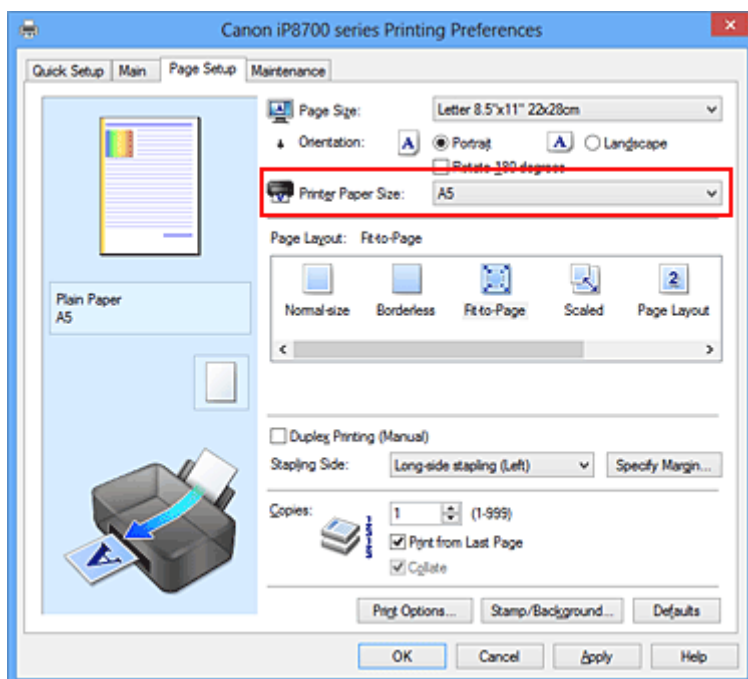 Canon iP8700 series Printing Preferences
Quick Setup Main Page Setup Maintenance
Page Size: Letter 8.5"x11" 22x28cm
Orientation: A Portrait A Landscape
Rotate 180 degrees
Printer Paper Size: A5
Page Layout: Fit-to-Page
2
Normal-size Borderless Fit-to-Page Scaled Page Layout
Plain Paper
A5
Duplex Printing (Manual)
Stapling Side: Long-side stapling (Left) Specify Margin...
Copies: 1 (1-999)
Print from Last Page
Collate
A
Print Options... Stamp/Background... Defaults
OK Cancel Apply Help